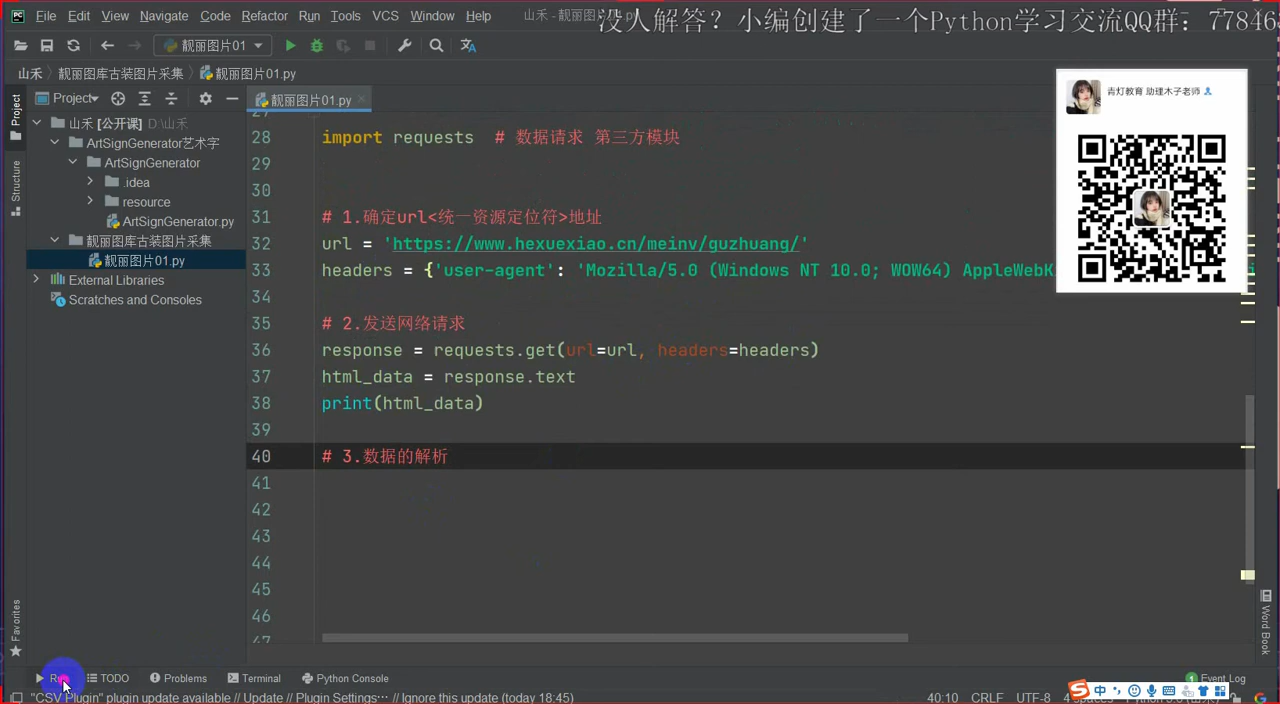 File Edit View Navigate Code Refactor Run Tools VCS Window Help
没人解答？小编创建了一个Python学习交流QQ群：77846
靓丽图片01
山禾 靓丽图库古装图片采集 靓丽图片01.py
青灯教育 助理木子老师
Project
靓丽图片01.py
山禾 [公开课] D:\山禾
ArtSignGenerator艺术字
ArtSignGenerator
.idea
resource
ArtSignGenerator.py
靓丽图库古装图片采集
靓丽图片01.py
External Libraries
Scratches and Consoles
Project
Structure
Favorites
28 import requests # 数据请求 第三方模块
29
30
31 # 1.确定url<统一资源定位符>地址
32 url = 'https://www.hexuexiao.cn/meinv/guzhuang/'
33 headers = {'user-agent': 'Mozilla/5.0 (Windows NT 10.0; WOW64) AppleWebK
34
35 # 2.发送网络请求
36 response = requests.get(url=url, headers=headers)
37 html_data = response.text
38 print(html_data)
39
40 # 3.数据的解析
41
42
43
44
45
46
47
Word Book
TODO Problems Terminal Python Console
1 Event Log
"CSV Plugin" plugin update available // Update // Plugin Settings… // Ignore this update (today 18:45)
40:10 CRLF UTF-8
中